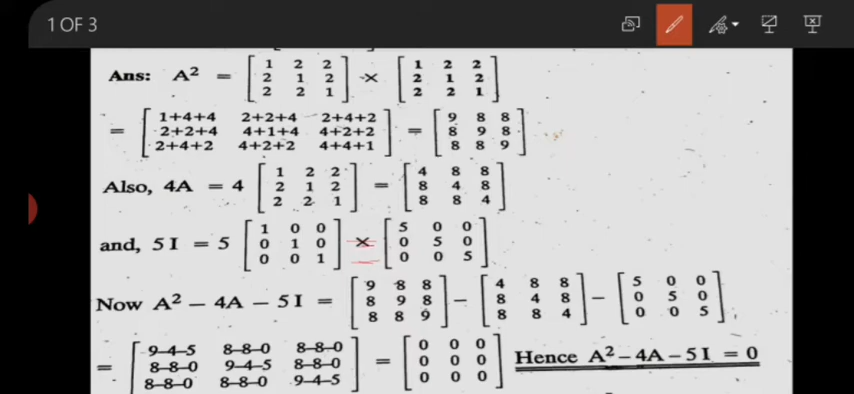 1 OF 3
Ans: A² = [1 2 2; 2 1 2; 2 2 1] × [1 2 2; 2 1 2; 2 2 1]
= [1+4+4 2+2+4 2+4+2; 2+2+4 4+1+4 4+2+2; 2+4+2 4+2+2 4+4+1] = [9 8 8; 8 9 8; 8 8 9]
Also, 4A = 4 [1 2 2; 2 1 2; 2 2 1] = [4 8 8; 8 4 8; 8 8 4]
and, 5I = 5 [1 0 0; 0 1 0; 0 0 1] × [5 0 0; 0 5 0; 0 0 5]
Now A² – 4A – 5I = [9 8 8; 8 9 8; 8 8 9] – [4 8 8; 8 4 8; 8 8 4] – [5 0 0; 0 5 0; 0 0 5]
= [9–4–5 8–8–0 8–8–0; 8–8–0 9–4–5 8–8–0; 8–8–0 8–8–0 9–4–5] = [0 0 0; 0 0 0; 0 0 0] Hence A² – 4A – 5I = 0